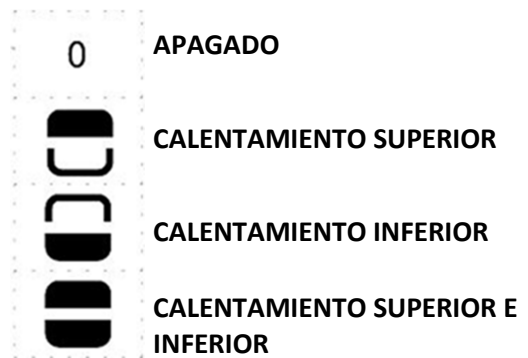 0 APAGADO
CALENTAMIENTO SUPERIOR
CALENTAMIENTO INFERIOR
CALENTAMIENTO SUPERIOR E
INFERIOR